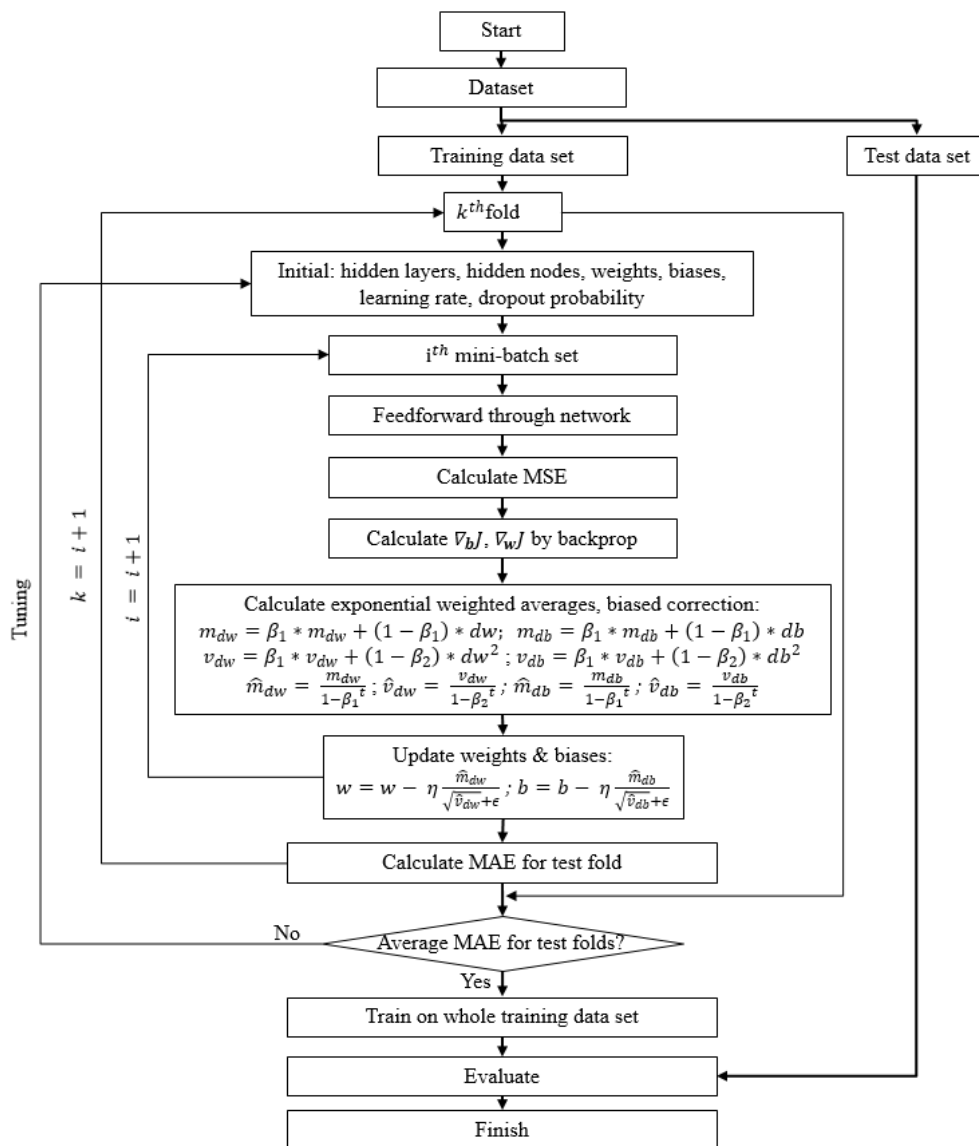 Start
Dataset
Training data set
Test data set
k^th fold
Initial: hidden layers, hidden nodes, weights, biases,
learning rate, dropout probability
i^th mini-batch set
Feedforward through network
Calculate MSE
Calculate ∇_b J, ∇_w J by backprop
Calculate exponential weighted averages, biased correction:
m_dw = β_1 * m_dw + (1 − β_1) * dw; m_db = β_1 * m_db + (1 − β_1) * db
v_dw = β_1 * v_dw + (1 − β_2) * dw^2 ; v_db = β_1 * v_db + (1 − β_2) * db^2
m̂_dw = m_dw/(1−β_1^t) ; v̂_dw = v_dw/(1−β_2^t) ; m̂_db = m_db/(1−β_1^t) ; v̂_db = v_db/(1−β_2^t)
Update weights & biases:
w = w − η m̂_dw/(√v̂_dw+ϵ) ; b = b − η m̂_db/(√v̂_db+ϵ)
Calculate MAE for test fold
Tuning
k = i + 1
i = i + 1
No
Average MAE for test folds?
Yes
Train on whole training data set
Evaluate
Finish